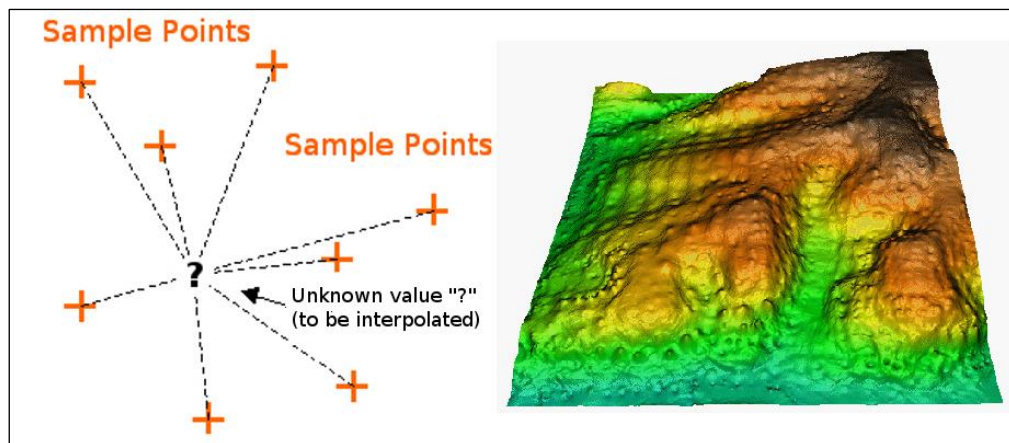 Sample Points
Sample Points
?
Unknown value "?"
(to be interpolated)